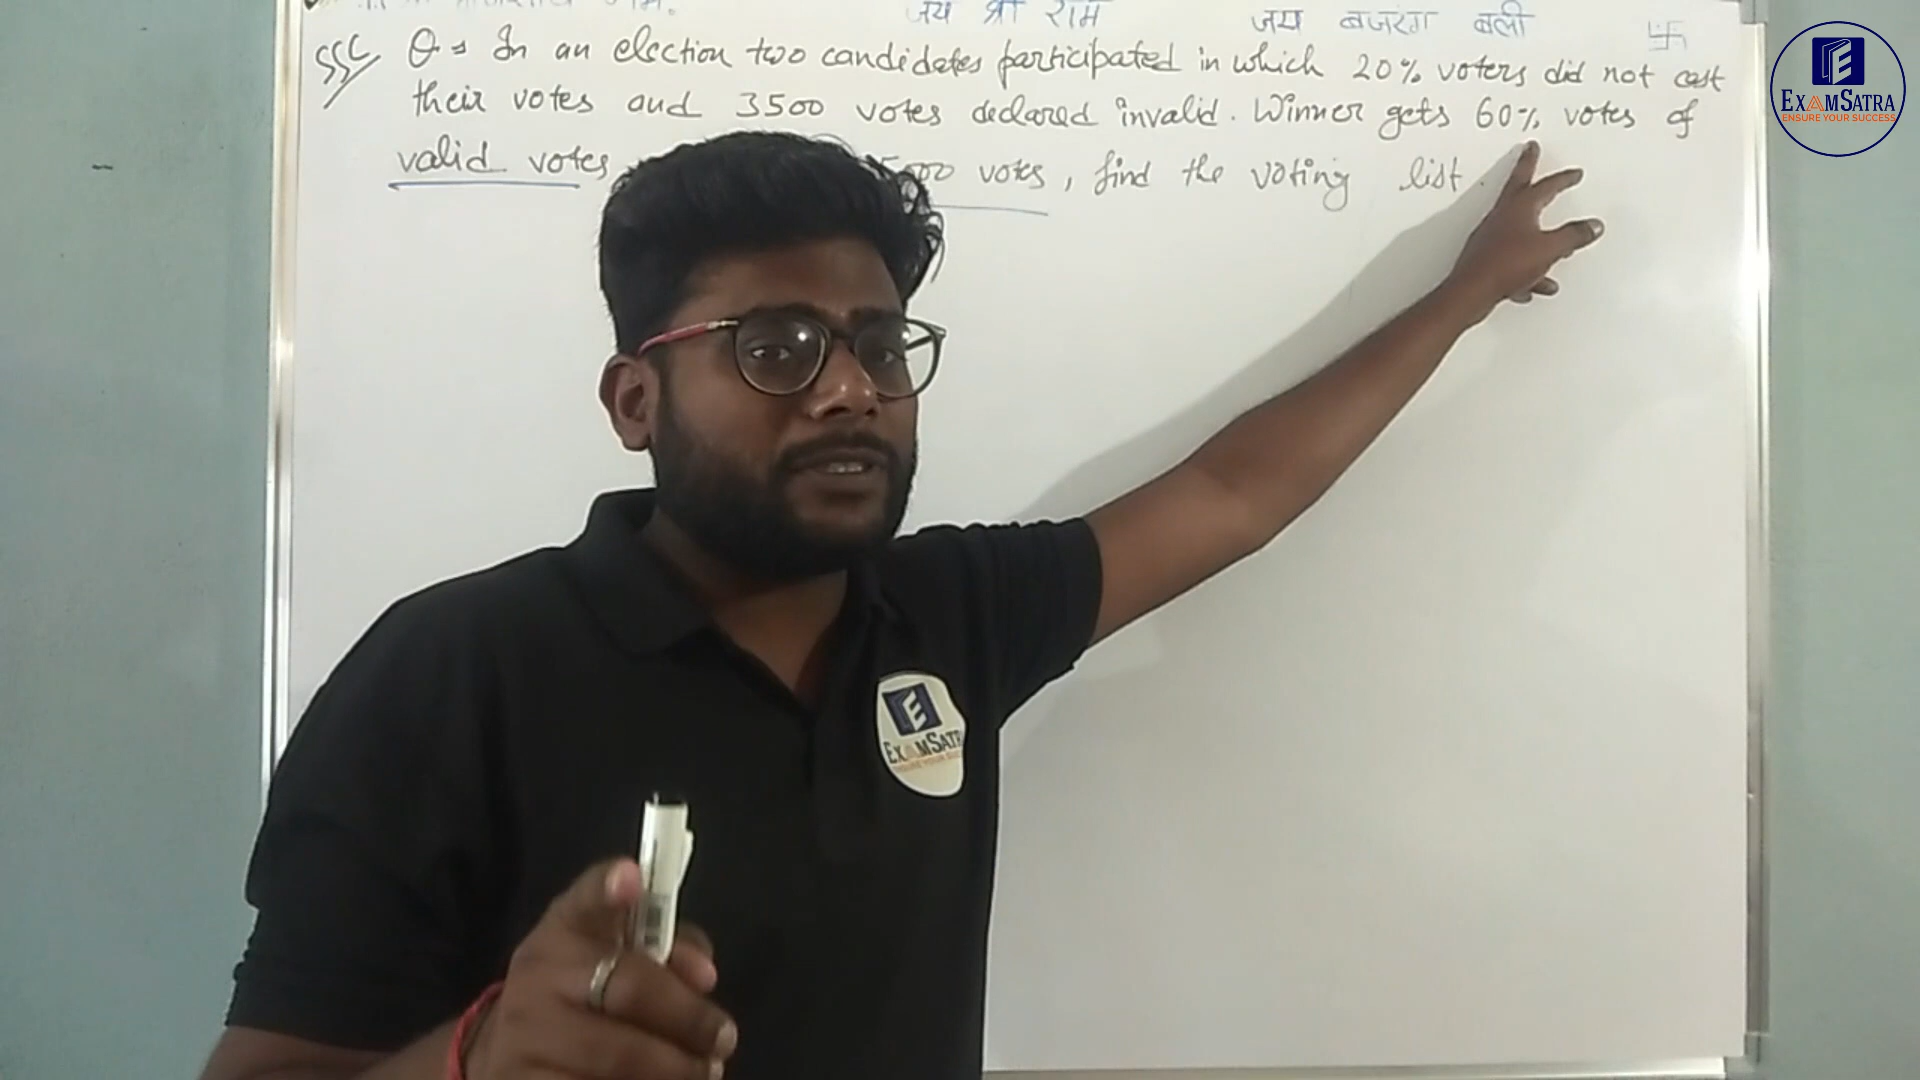 जय श्री राम जय बजरंग बली
SSC Q→ In an election two candidates participated in which 20% voters did not cast
their votes and 3500 votes declared invalid. Winner gets 60% votes of
valid votes votes, find the voting list.
EXAMSATRA
ENSURE YOUR SUCCESS
EXAMSATR